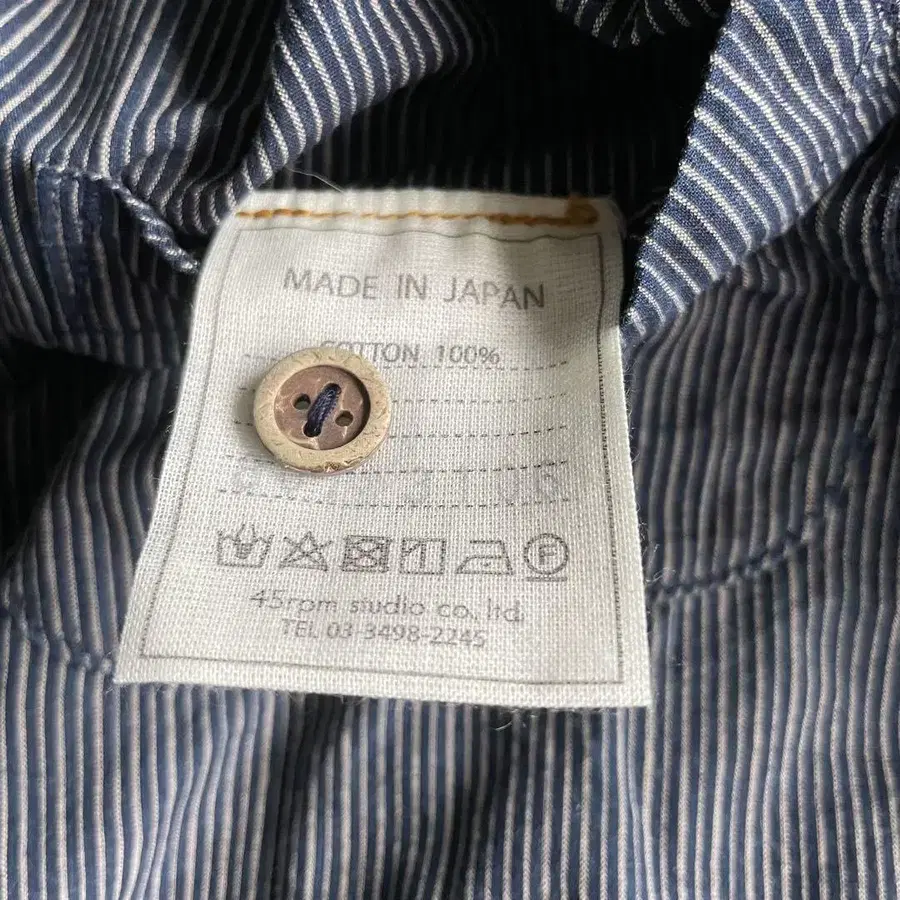 MADE IN JAPAN
COTTON 100%
F
45rpm studio co., ltd.
TEL 03-3498-2245